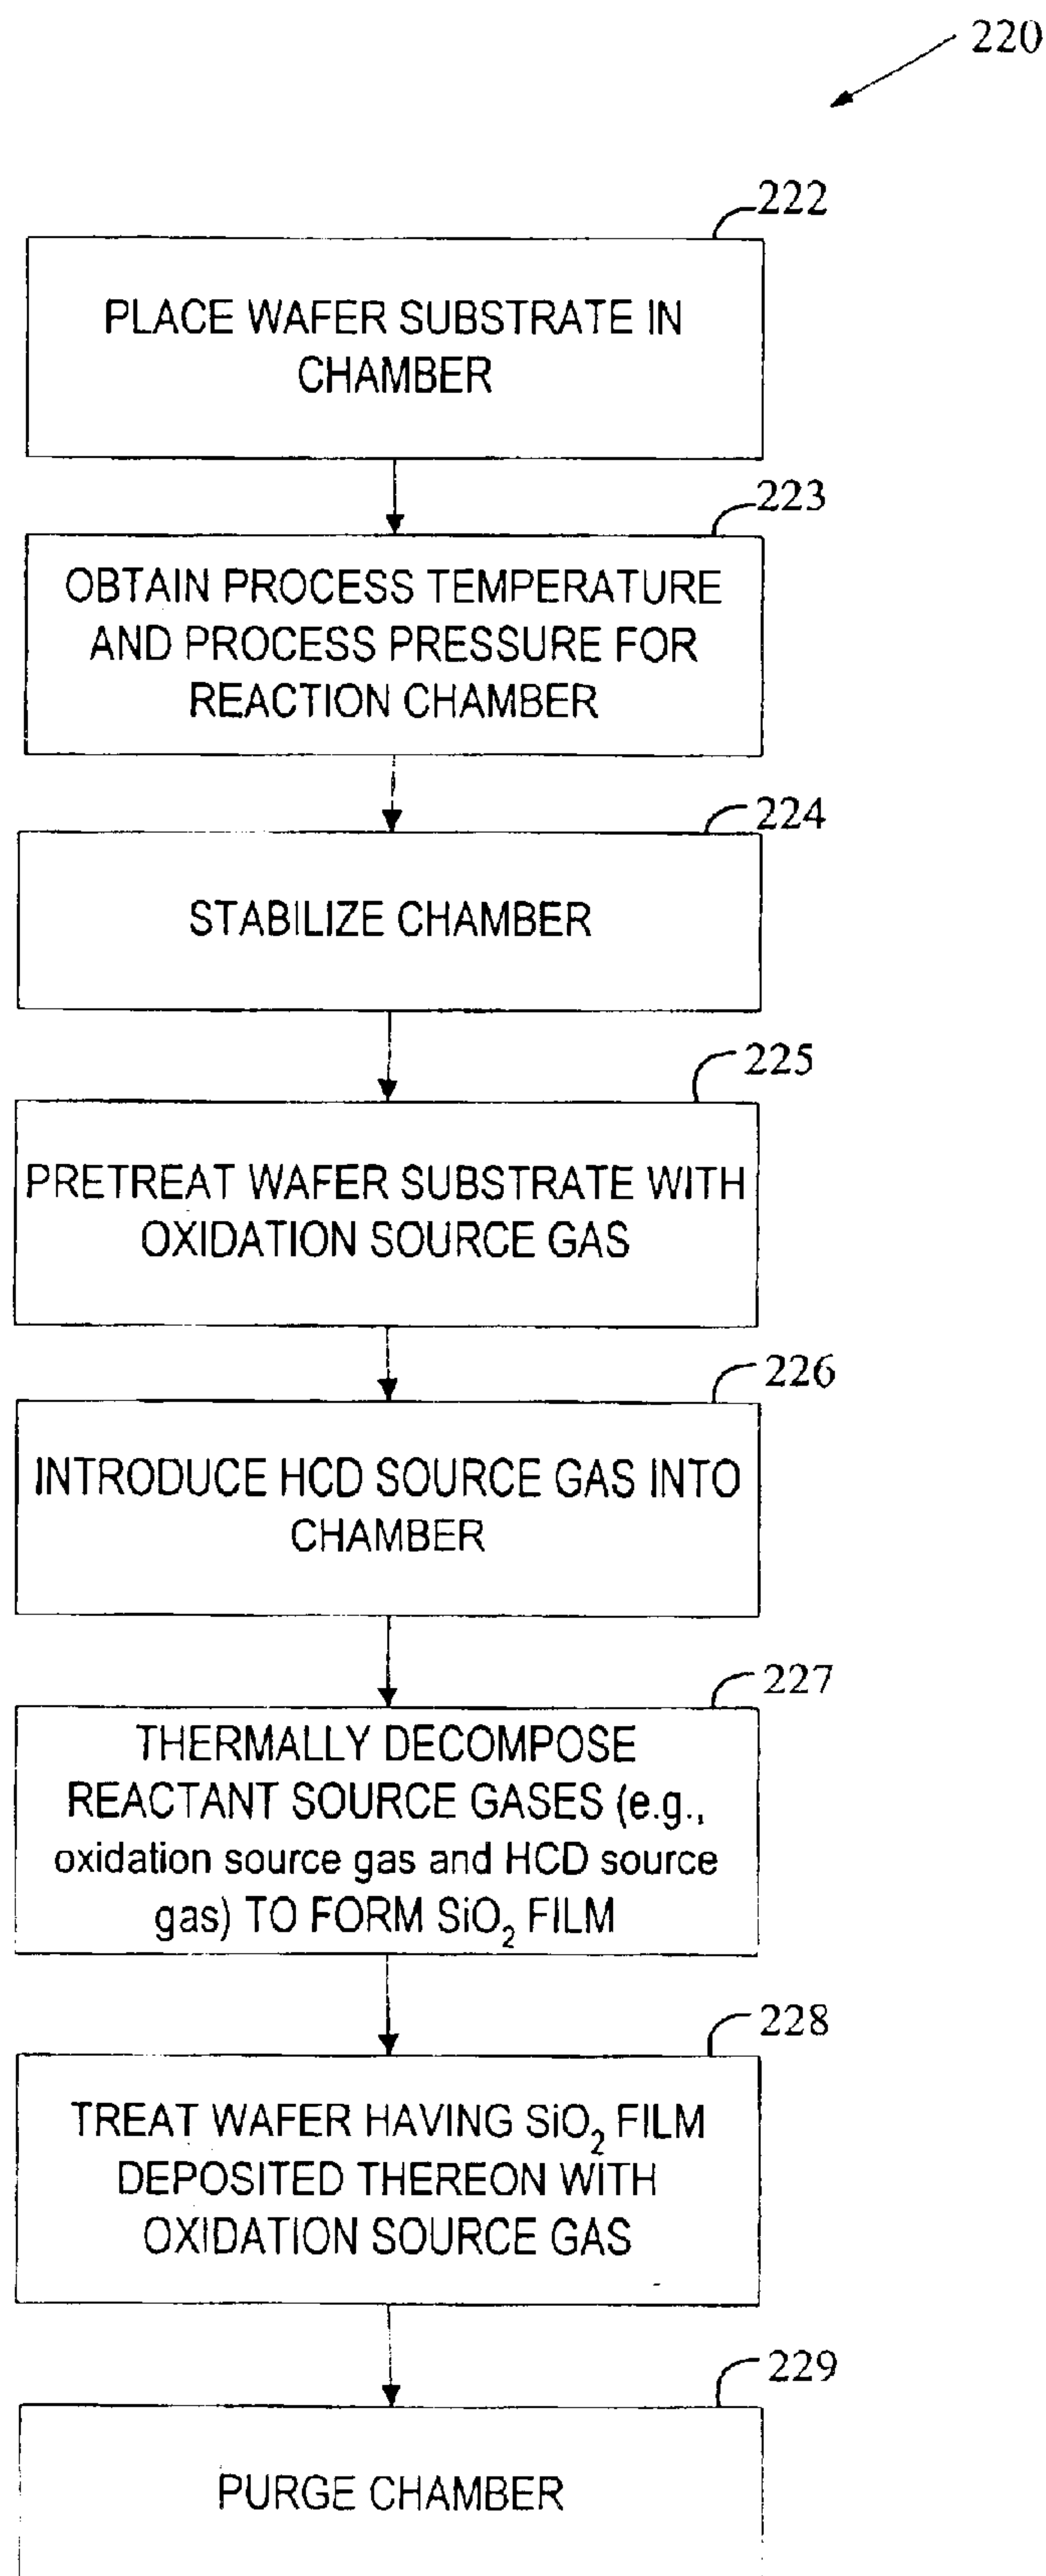 220
222
PLACE WAFER SUBSTRATE IN
CHAMBER
223
OBTAIN PROCESS TEMPERATURE
AND PROCESS PRESSURE FOR
REACTION CHAMBER
224
STABILIZE CHAMBER
225
PRETREAT WAFER SUBSTRATE WITH
OXIDATION SOURCE GAS
226
INTRODUCE HCD SOURCE GAS INTO
CHAMBER
227
THERMALLY DECOMPOSE
REACTANT SOURCE GASES (e.g.,
oxidation source gas and HCD source
gas) TO FORM SiO₂ FILM
228
TREAT WAFER HAVING SiO₂ FILM
DEPOSITED THEREON WITH
OXIDATION SOURCE GAS
229
PURGE CHAMBER